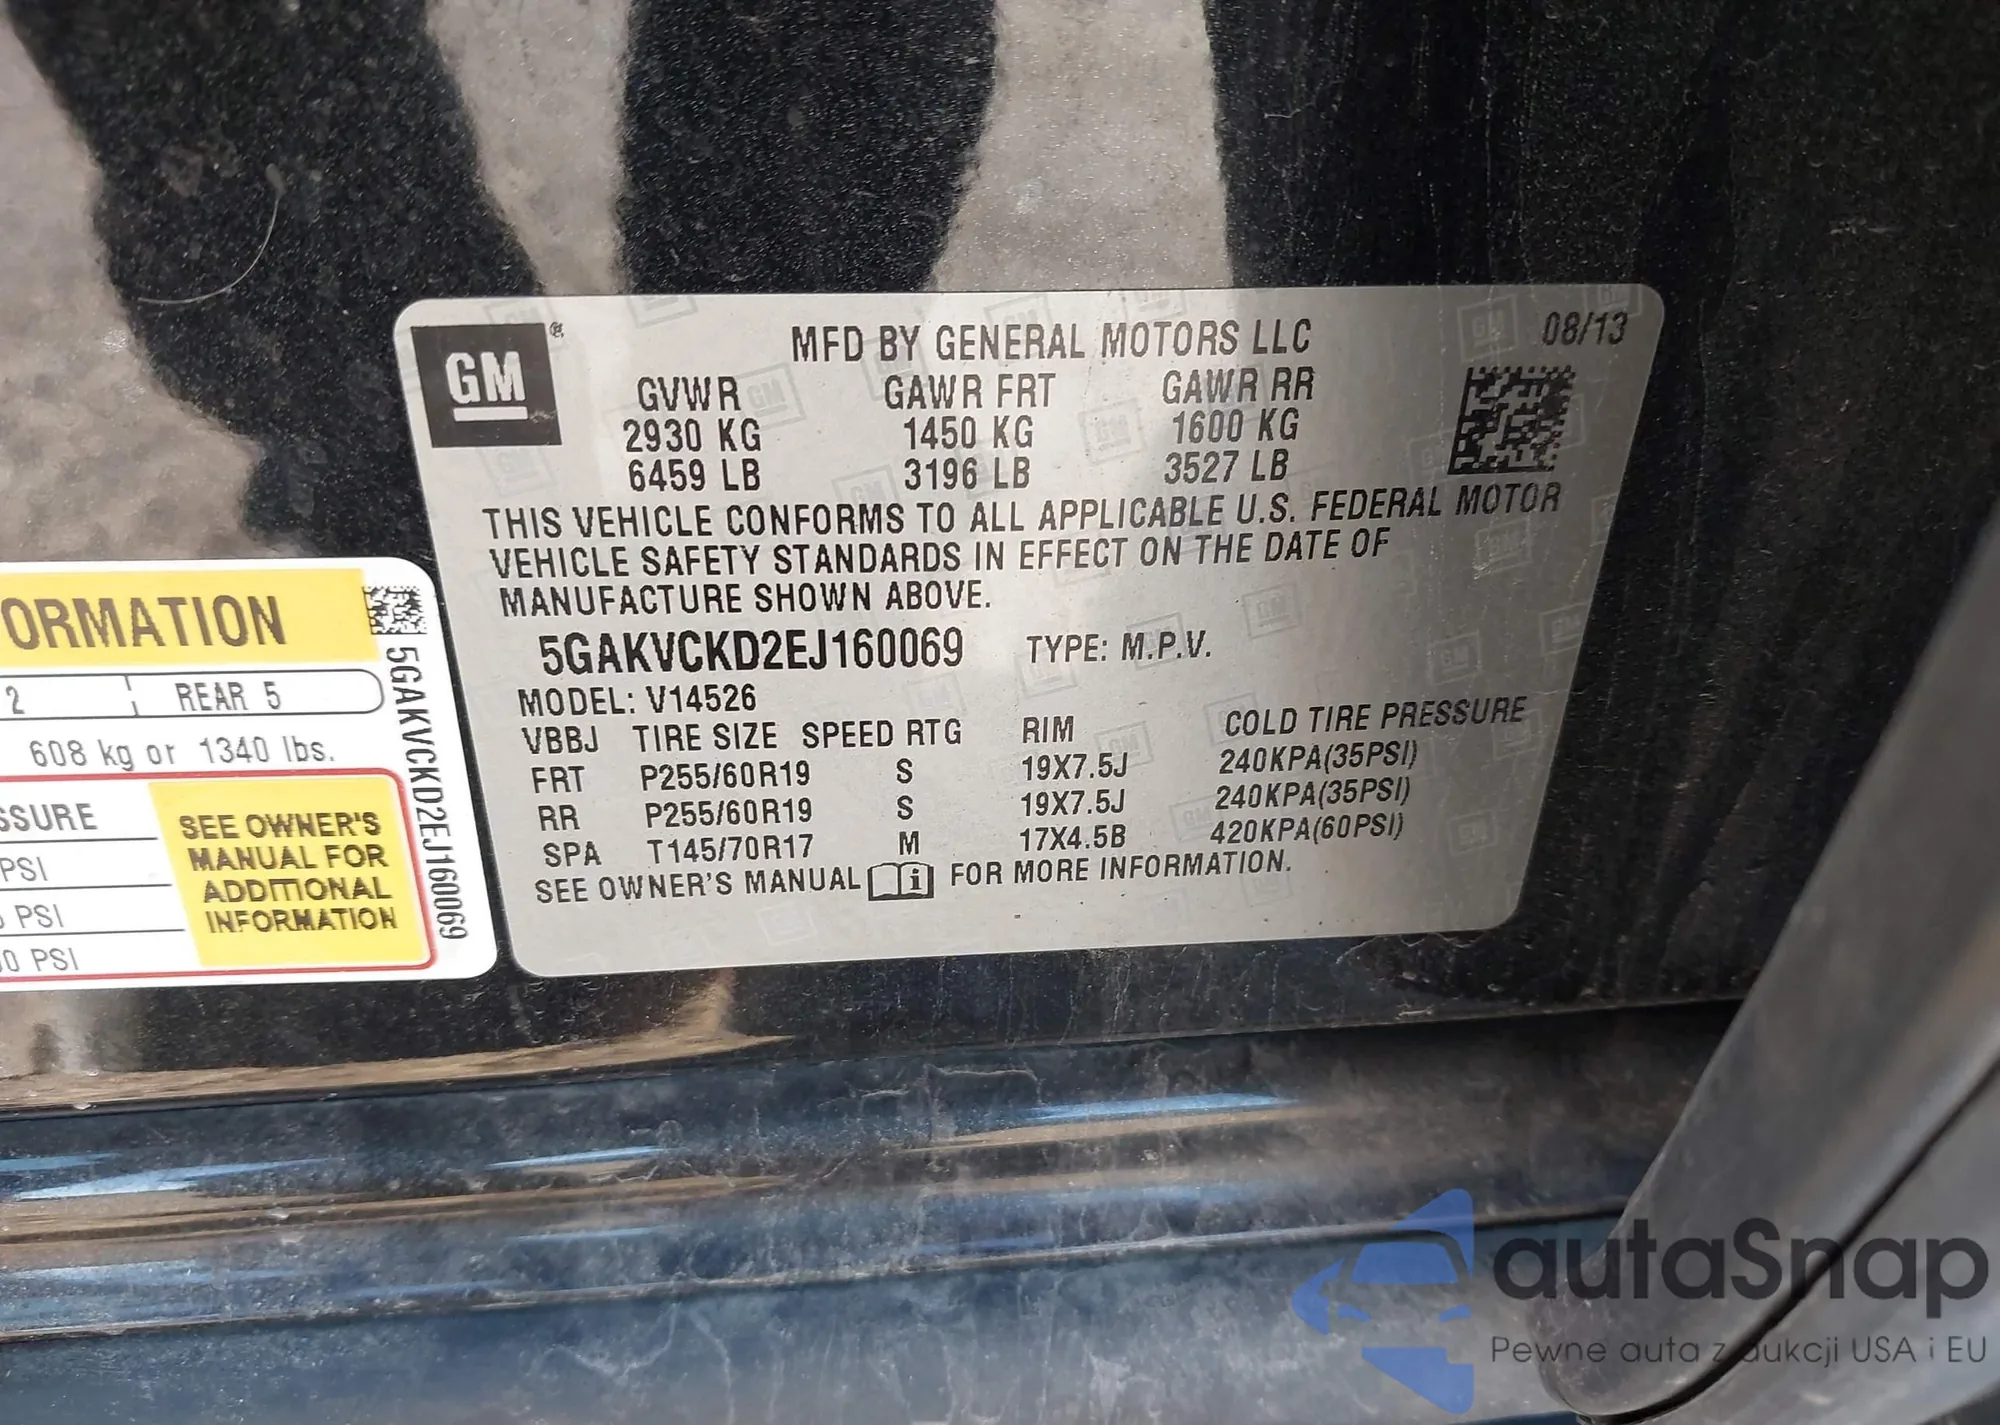 GM®
MFD BY GENERAL MOTORS LLC 08/13
GVWR GAWR FRT GAWR RR
2930 KG 1450 KG 1600 KG
6459 LB 3196 LB 3527 LB
THIS VEHICLE CONFORMS TO ALL APPLICABLE U.S. FEDERAL MOTOR
VEHICLE SAFETY STANDARDS IN EFFECT ON THE DATE OF
MANUFACTURE SHOWN ABOVE.
5GAKVCKD2EJ160069 TYPE: M.P.V.
MODEL: V14526
VBBJ TIRE SIZE SPEED RTG RIM COLD TIRE PRESSURE
FRT P255/60R19 S 19X7.5J 240KPA(35PSI)
RR P255/60R19 S 19X7.5J 240KPA(35PSI)
SPA T145/70R17 M 17X4.5B 420KPA(60PSI)
SEE OWNER'S MANUAL i FOR MORE INFORMATION.
ORMATION
2 REAR 5
608 kg or 1340 lbs.
SSURE
PSI
PSI
0 PSI
SEE OWNER'S
MANUAL FOR
ADDITIONAL
INFORMATION
5GAKVCKD2EJ160069
autaSnap
Pewne auta z aukcji USA i EU